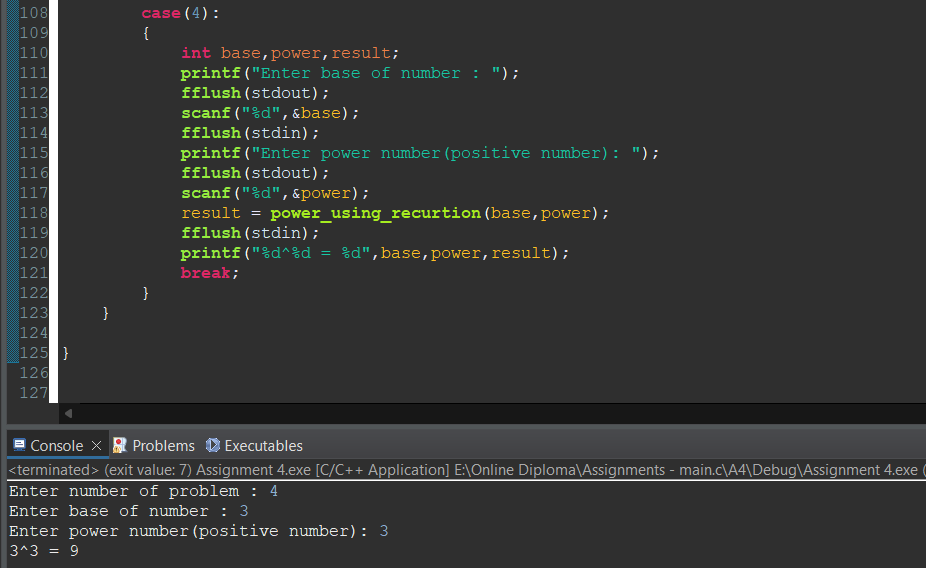 108 case(4):
109 {
110 int base,power,result;
111 printf("Enter base of number : ");
112 fflush(stdout);
113 scanf("%d",&base);
114 fflush(stdin);
115 printf("Enter power number(positive number): ");
116 fflush(stdout);
117 scanf("%d",&power);
118 result = power_using_recurtion(base,power);
119 fflush(stdin);
120 printf("%d^%d = %d",base,power,result);
121 break;
122 }
123 }
124
125 }
126
127
Console Problems Executables
<terminated> (exit value: 7) Assignment 4.exe [C/C++ Application] E:\Online Diploma\Assignments - main.c\A4\Debug\Assignment 4.exe (
Enter number of problem : 4
Enter base of number : 3
Enter power number(positive number): 3
3^3 = 9